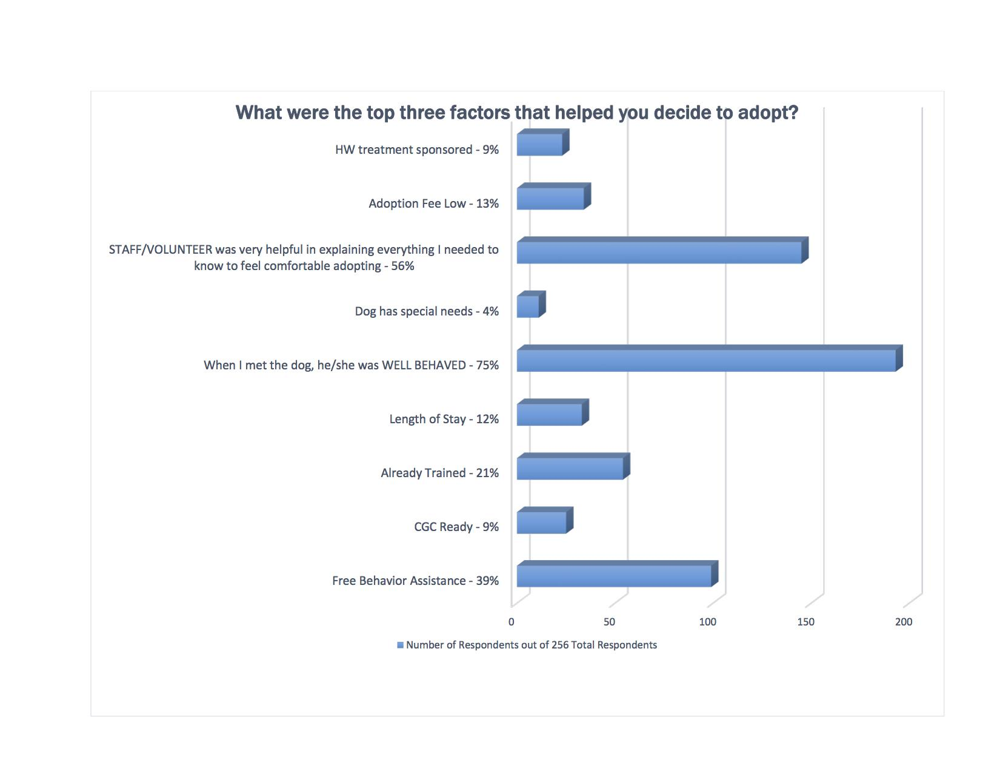 What were the top three factors that helped you decide to adopt?
HW treatment sponsored - 9%
Adoption Fee Low - 13%
STAFF/VOLUNTEER was very helpful in explaining everything I needed to
know to feel comfortable adopting - 56%
Dog has special needs - 4%
When I met the dog, he/she was WELL BEHAVED - 75%
Length of Stay - 12%
Already Trained - 21%
CGC Ready - 9%
Free Behavior Assistance - 39%
0 50 100 150 200
Number of Respondents out of 256 Total Respondents